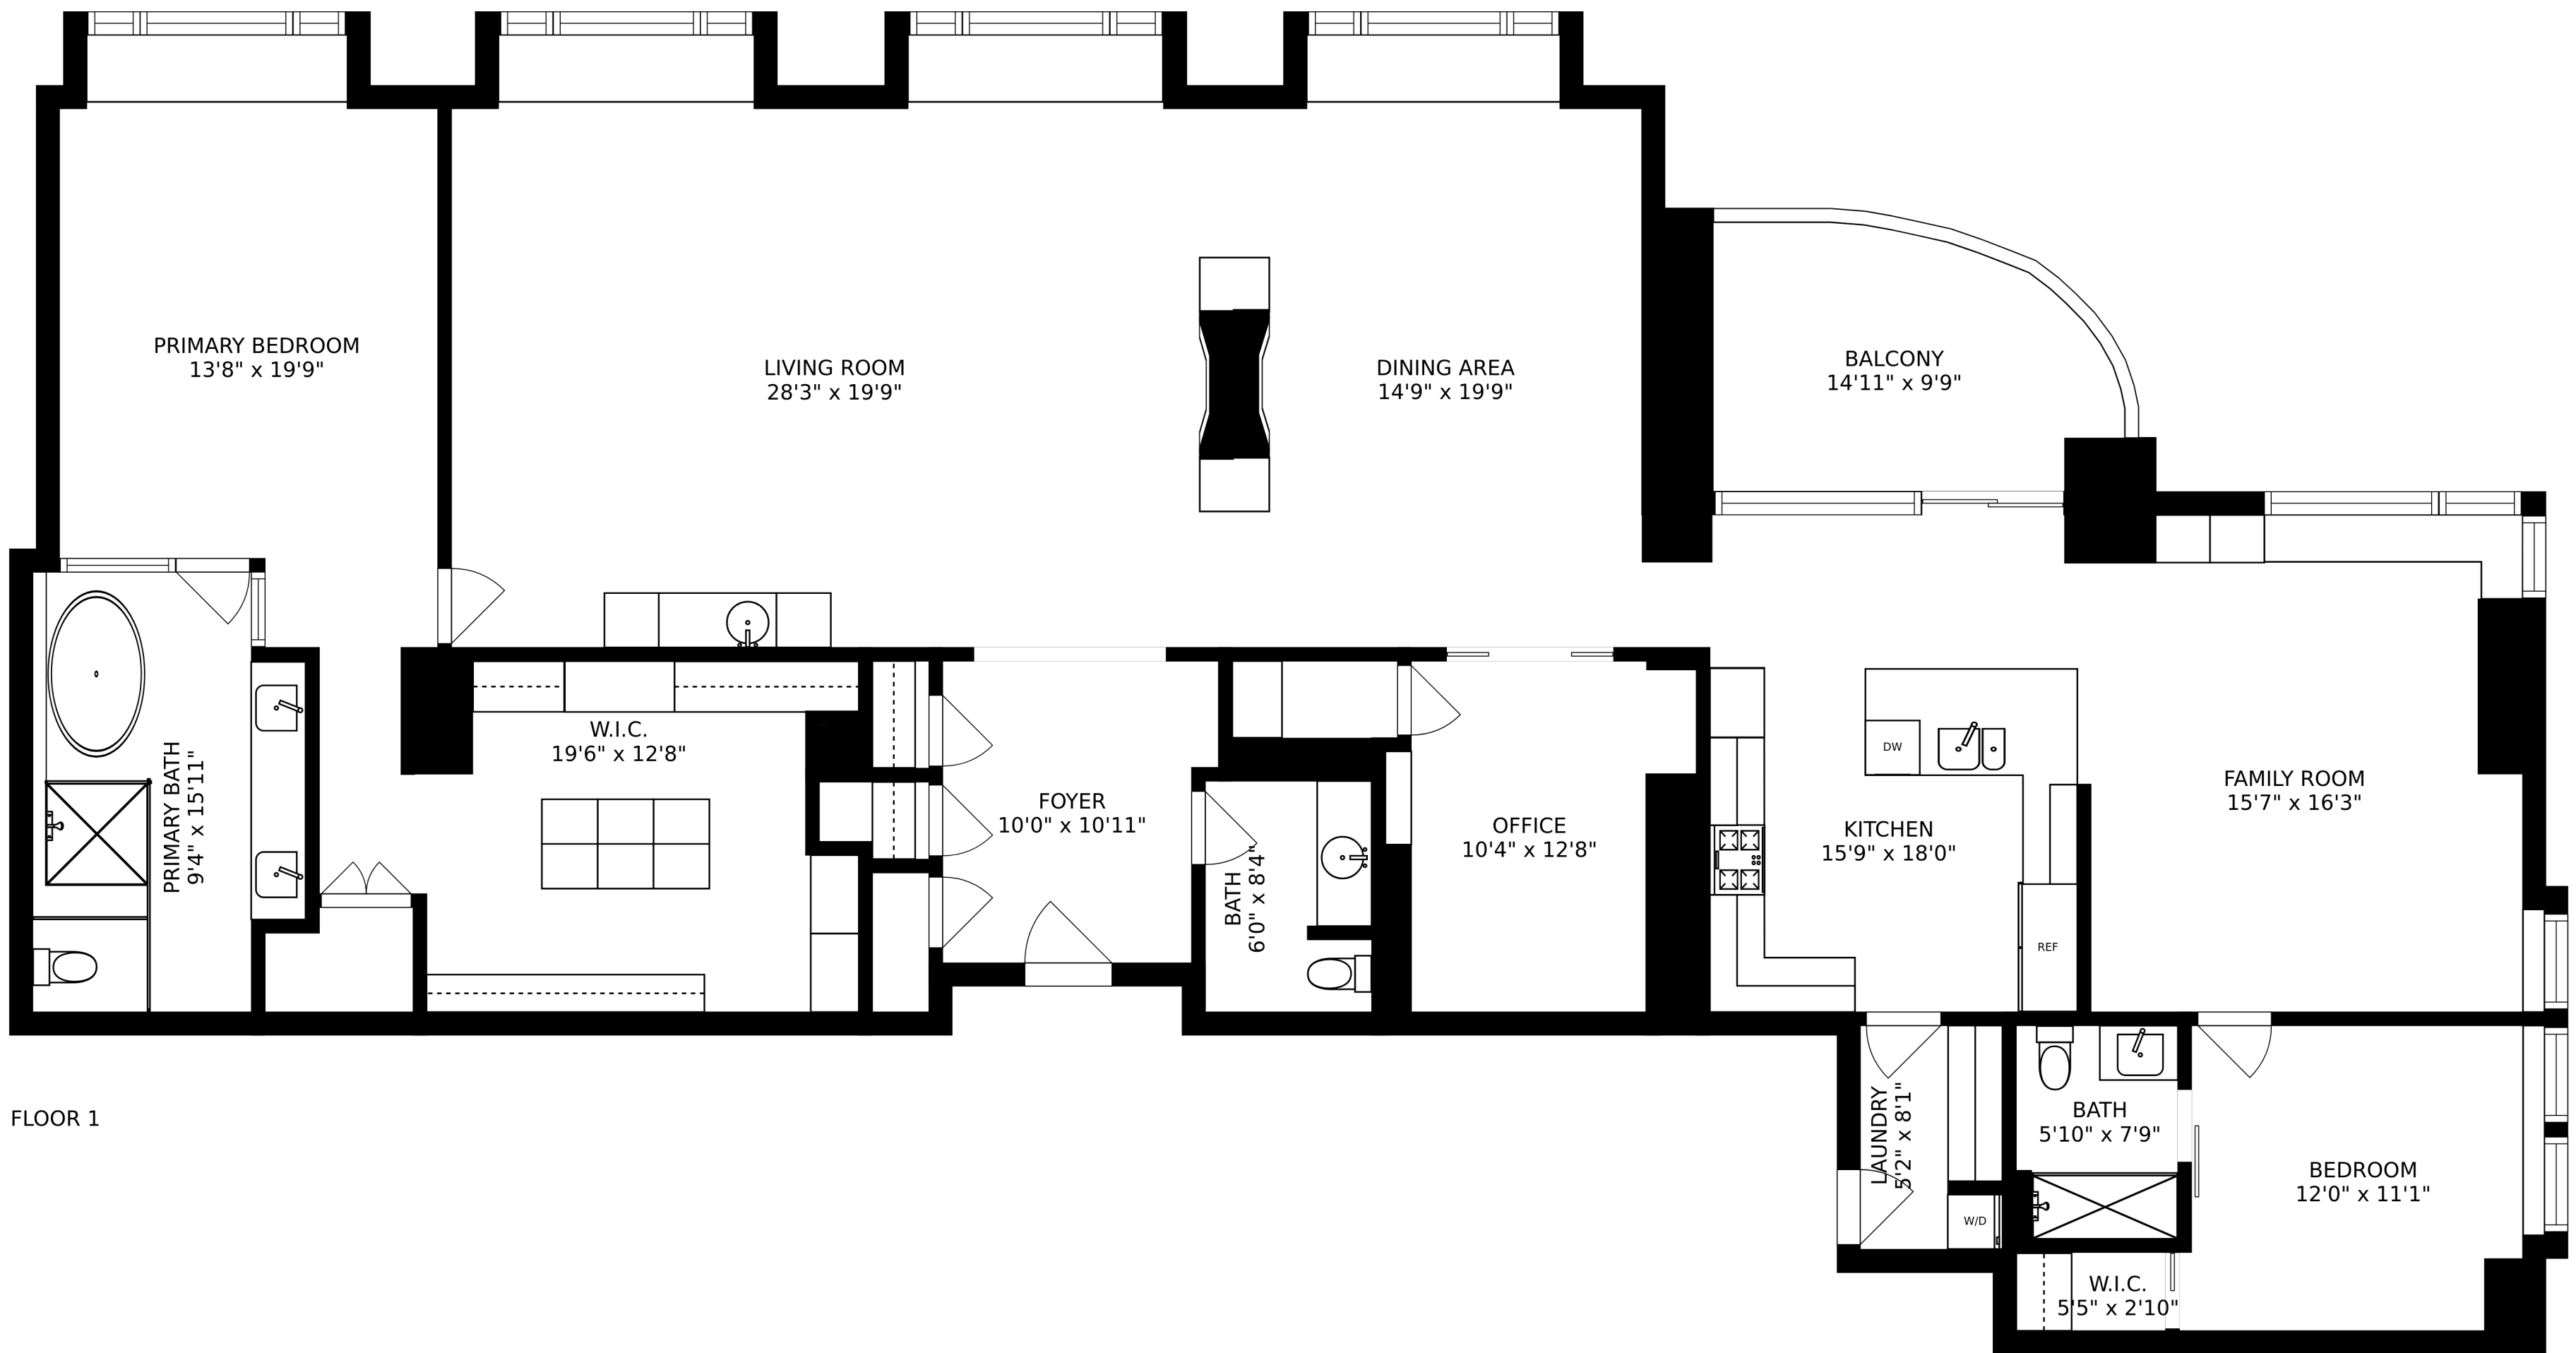 PRIMARY BEDROOM
13'8" x 19'9"
LIVING ROOM
28'3" x 19'9"
DINING AREA
14'9" x 19'9"
BALCONY
14'11" x 9'9"
PRIMARY BATH
9'4" x 15'11"
W.I.C.
19'6" x 12'8"
FOYER
10'0" x 10'11"
BATH
6'0" x 8'4"
OFFICE
10'4" x 12'8"
KITCHEN
15'9" x 18'0"
DW
REF
FAMILY ROOM
15'7" x 16'3"
FLOOR 1
LAUNDRY
5'2" x 8'1"
W/D
BATH
5'10" x 7'9"
BEDROOM
12'0" x 11'1"
W.I.C.
5'5" x 2'10"